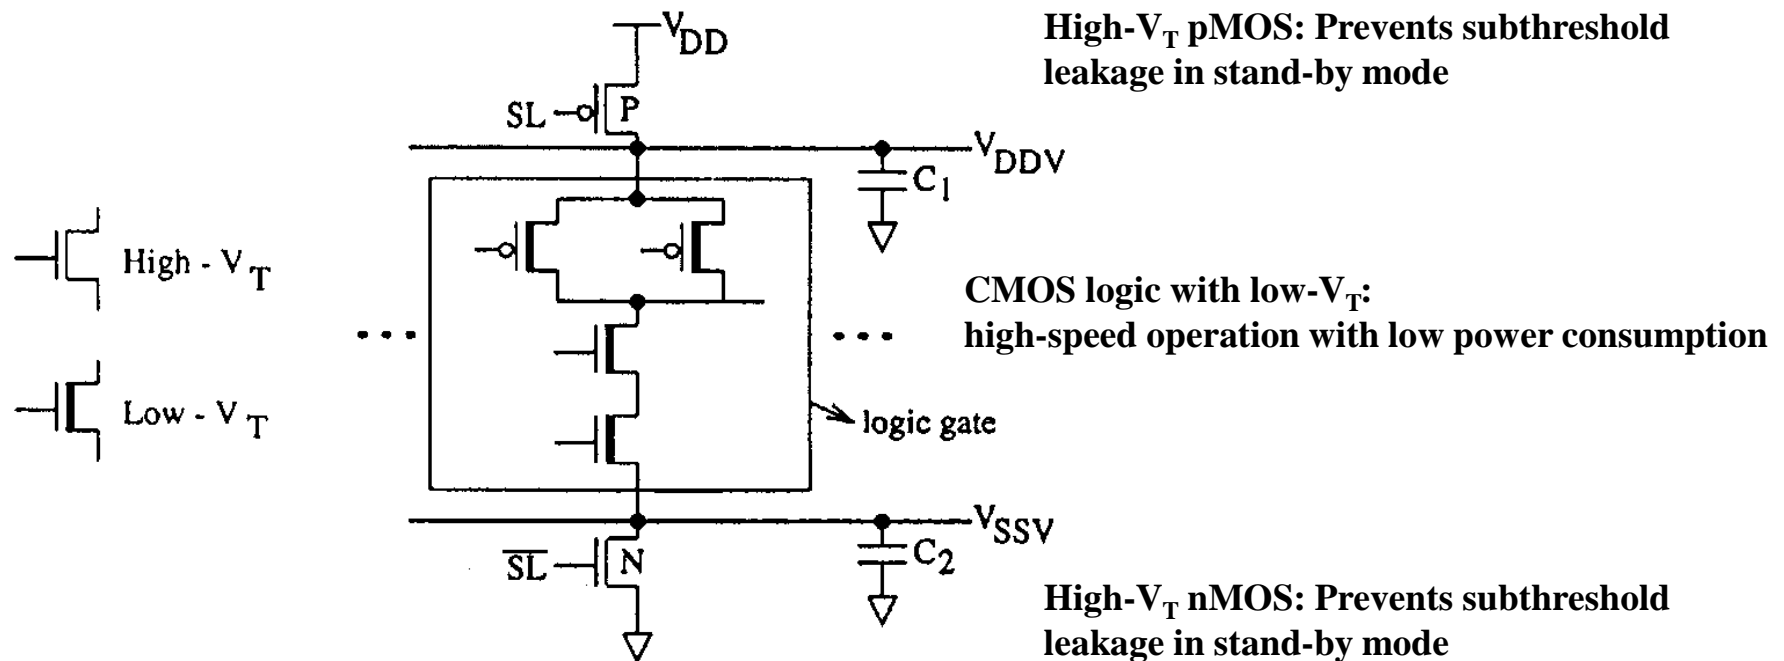 V_DD
High-V_T pMOS: Prevents subthreshold
leakage in stand-by mode
SL
P
V_DDV
C_1
High - V_T
CMOS logic with low-V_T:
high-speed operation with low power consumption
Low - V_T
logic gate
V_SSV
S̅L̅
N
C_2
High-V_T nMOS: Prevents subthreshold
leakage in stand-by mode